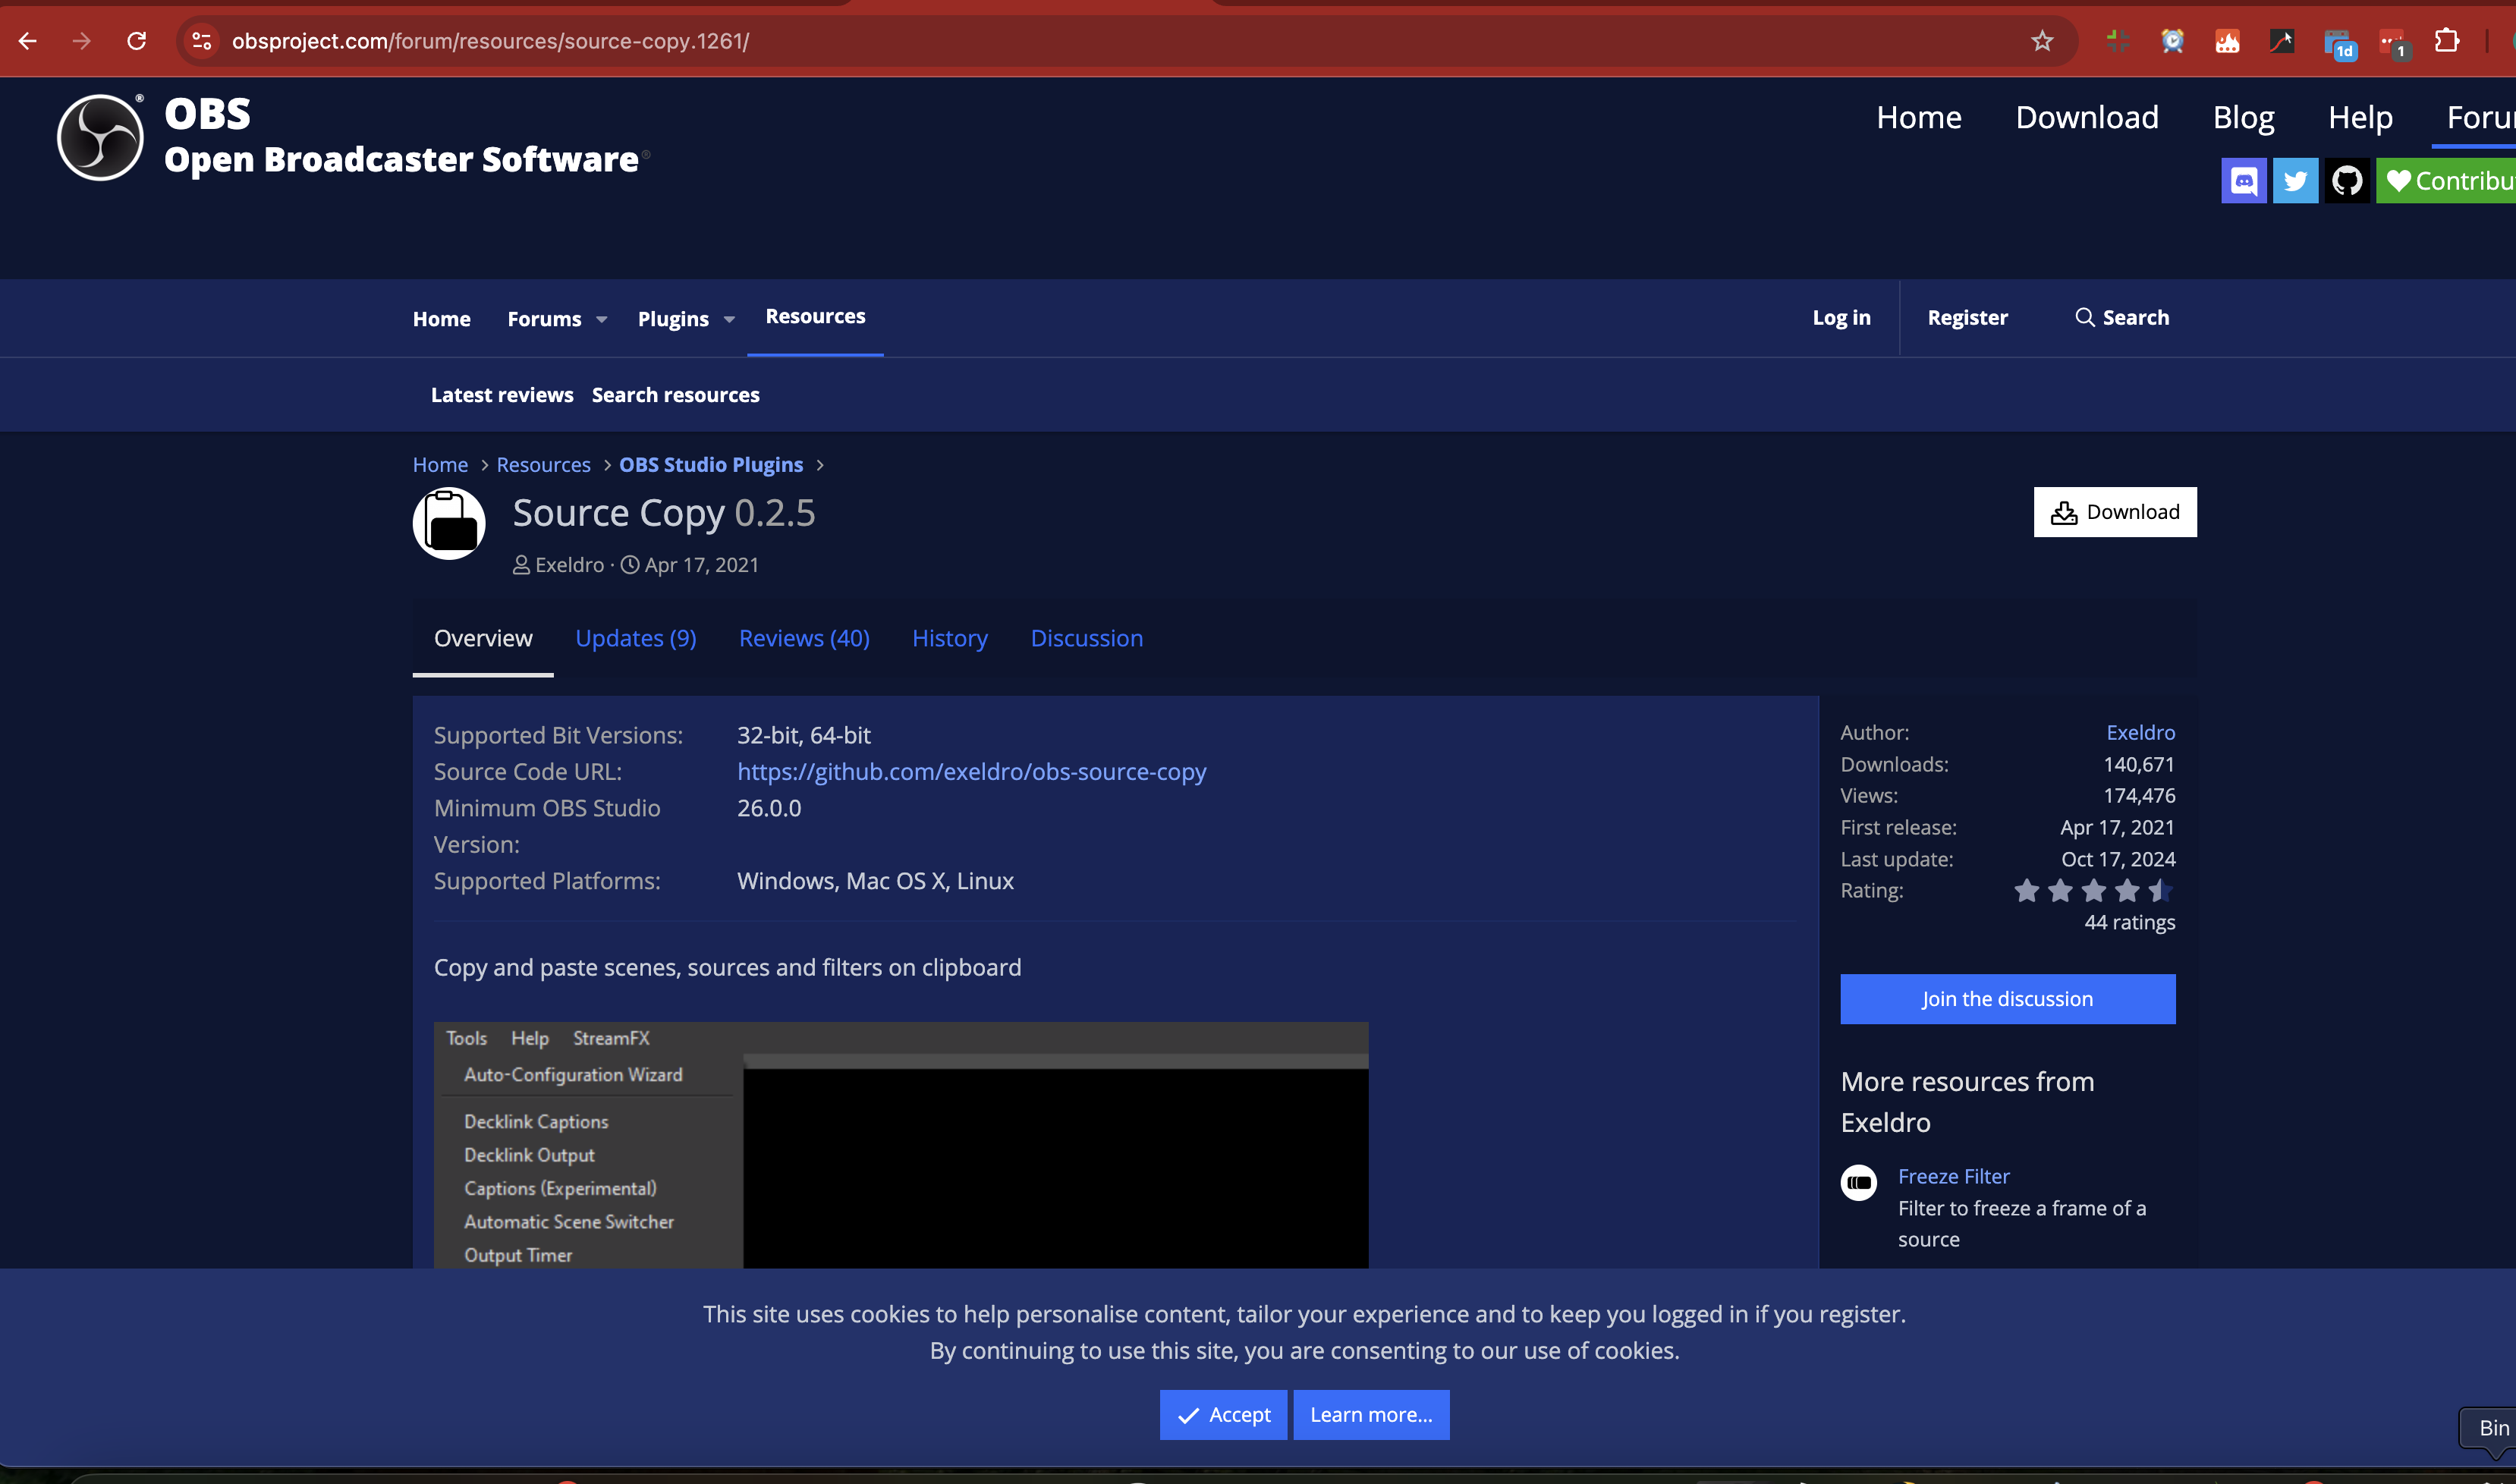 obsproject.com/forum/resources/source-copy.1261/
1d
1
OBS
Open Broadcaster Software
Home
Download
Blog
Help
Foru
Contribu
Home
Forums
Plugins
Resources
Log in
Register
Search
Latest reviews
Search resources
Home > Resources > OBS Studio Plugins >
Source Copy 0.2.5
Exeldro · Apr 17, 2021
Download
Overview
Updates (9)
Reviews (40)
History
Discussion
Supported Bit Versions: 32-bit, 64-bit
Source Code URL: https://github.com/exeldro/obs-source-copy
Minimum OBS Studio 26.0.0
Version:
Supported Platforms: Windows, Mac OS X, Linux
Copy and paste scenes, sources and filters on clipboard
Tools Help StreamFX
Auto-Configuration Wizard
Decklink Captions
Decklink Output
Captions (Experimental)
Automatic Scene Switcher
Output Timer
Author: Exeldro
Downloads: 140,671
Views: 174,476
First release: Apr 17, 2021
Last update: Oct 17, 2024
Rating:
44 ratings
Join the discussion
More resources from
Exeldro
Freeze Filter
Filter to freeze a frame of a
source
This site uses cookies to help personalise content, tailor your experience and to keep you logged in if you register.
By continuing to use this site, you are consenting to our use of cookies.
Accept
Learn more…
Bin